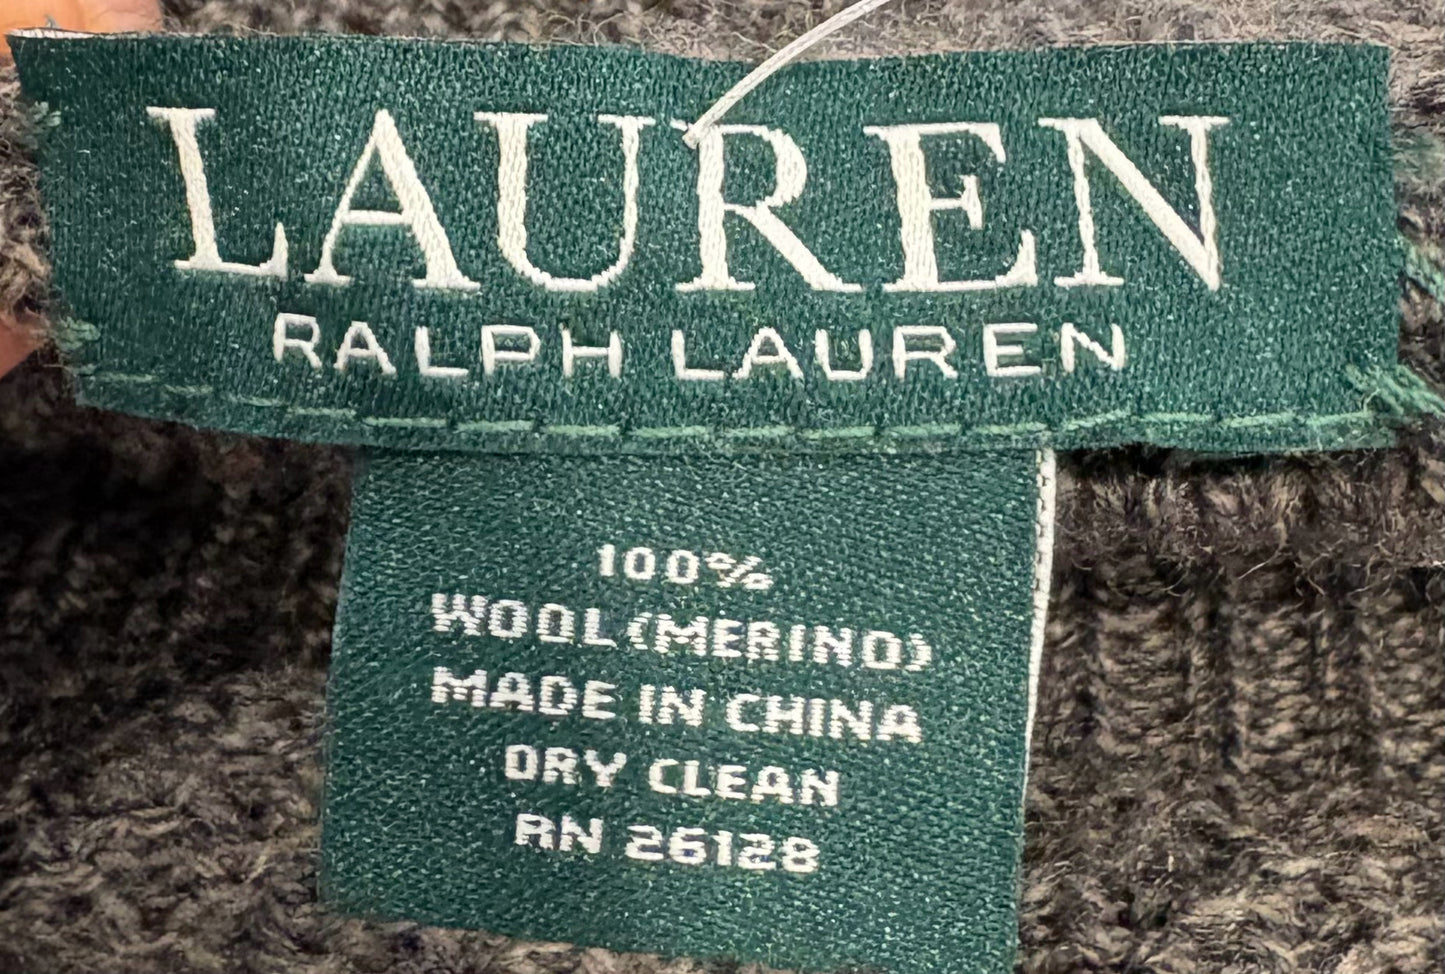 LAUREN
RALPH LAUREN
100%
WOOL(MERINO)
MADE IN CHINA
DRY CLEAN
RN 26128